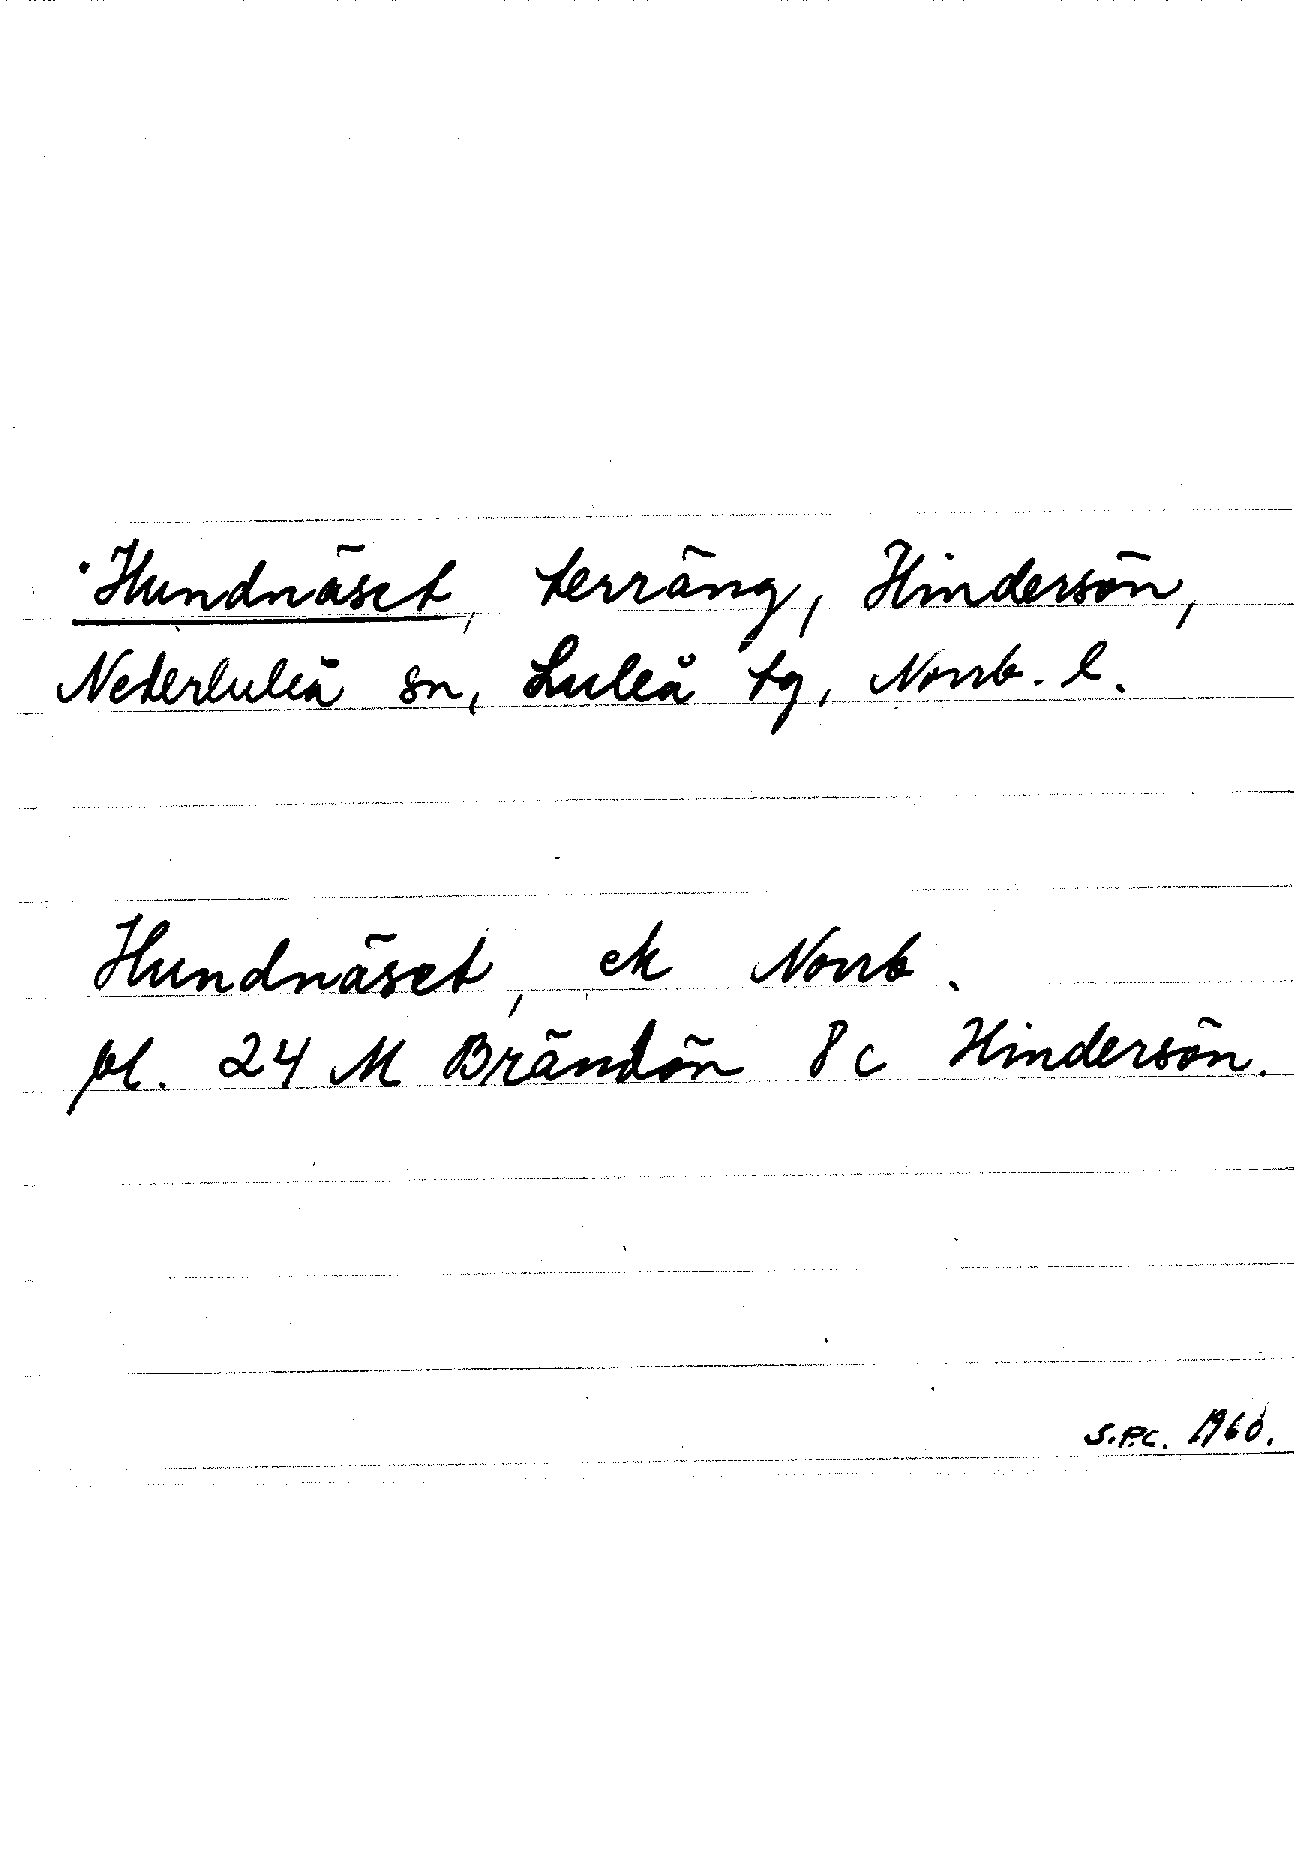 Hundnäset, terräng, Hindersön,
Nederluleå sn, Luleå tg, Norrb. l.
Hundnäset, ek Norrb.
pl. 24 M Brändön 8c Hindersön.
S.P.C. 1960.